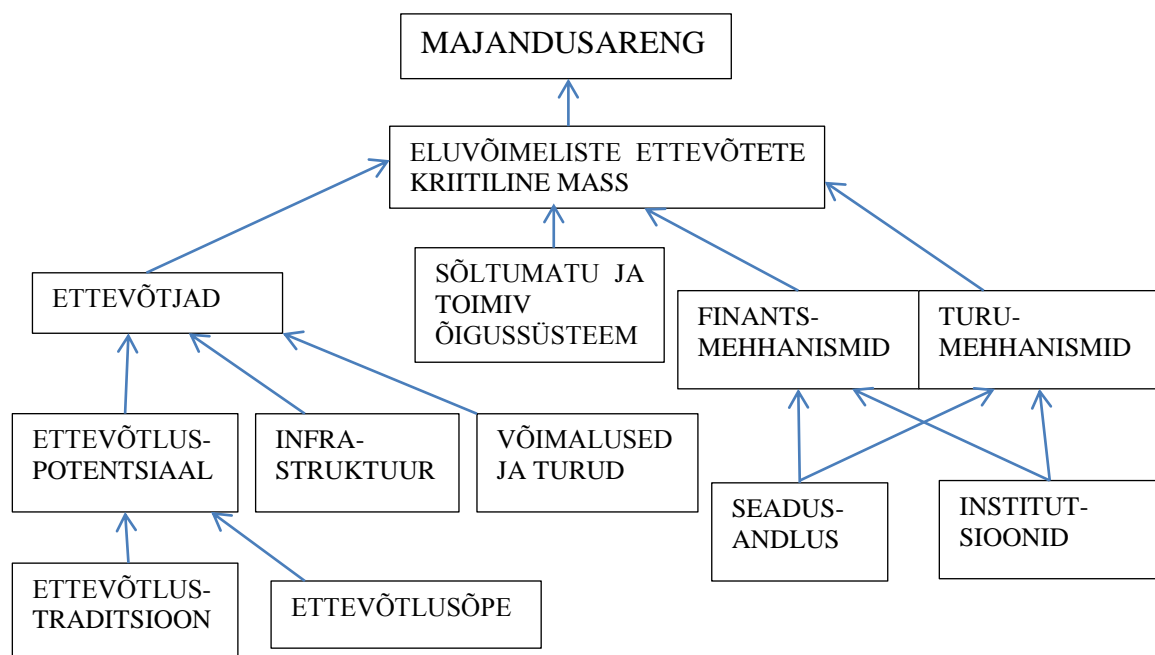 MAJANDUSARENG
ELUVÕIMELISTE ETTEVÕTETE
KRIITILINE MASS
ETTEVÕTJAD
SÕLTUMATU JA
TOIMIV
ÕIGUSSÜSTEEM
FINANTS-
MEHHANISMID
TURU-
MEHHANISMID
ETTEVÕTLUS-
POTENTSIAAL
INFRA-
STRUKTUUR
VÕIMALUSED
JA TURUD
SEADUS-
ANDLUS
INSTITUT-
SIOONID
ETTEVÕTLUS-
TRADITSIOON
ETTEVÕTLUSÕPE